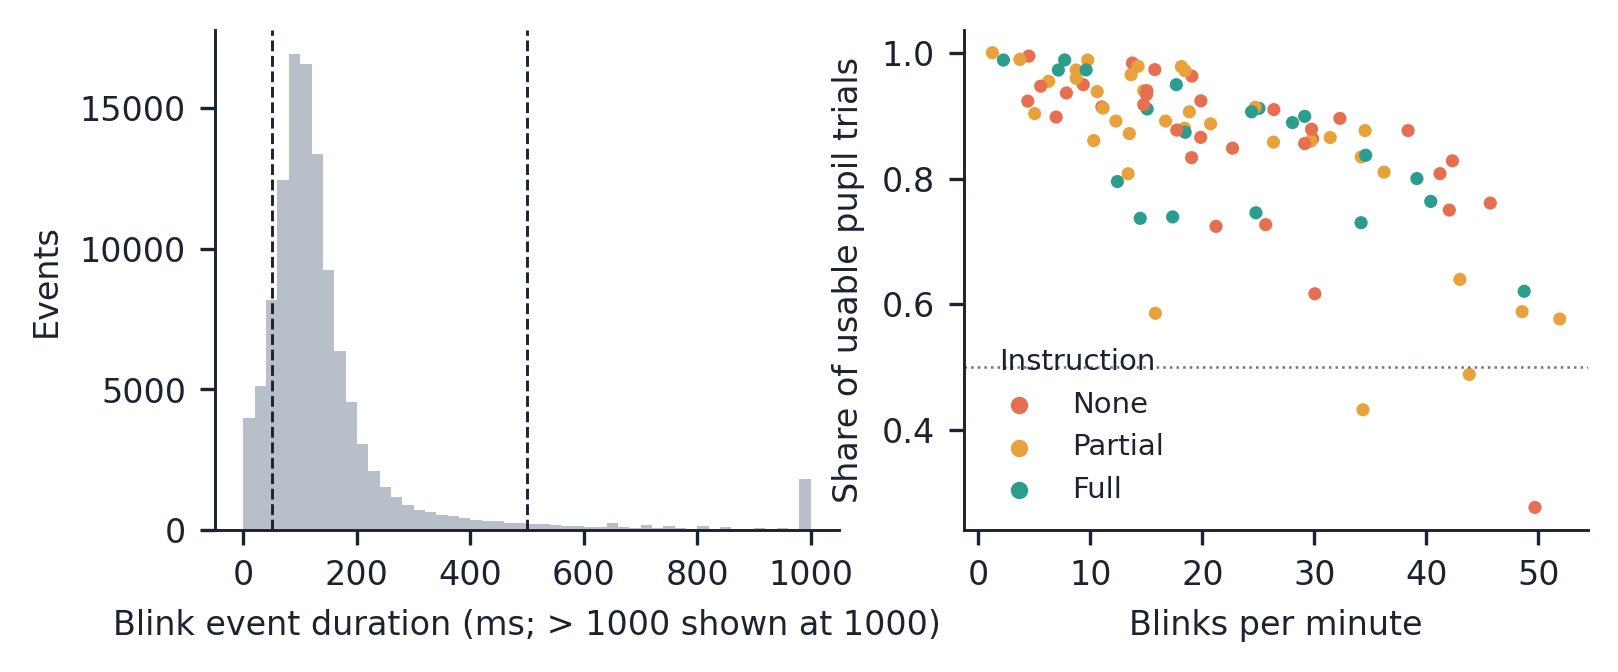 Events
15000
10000
5000
0
0 200 400 600 800 1000
Blink event duration (ms; > 1000 shown at 1000)
Share of usable pupil trials
1.0
0.8
0.6
0.4
Instruction
None
Partial
Full
0 10 20 30 40 50
Blinks per minute